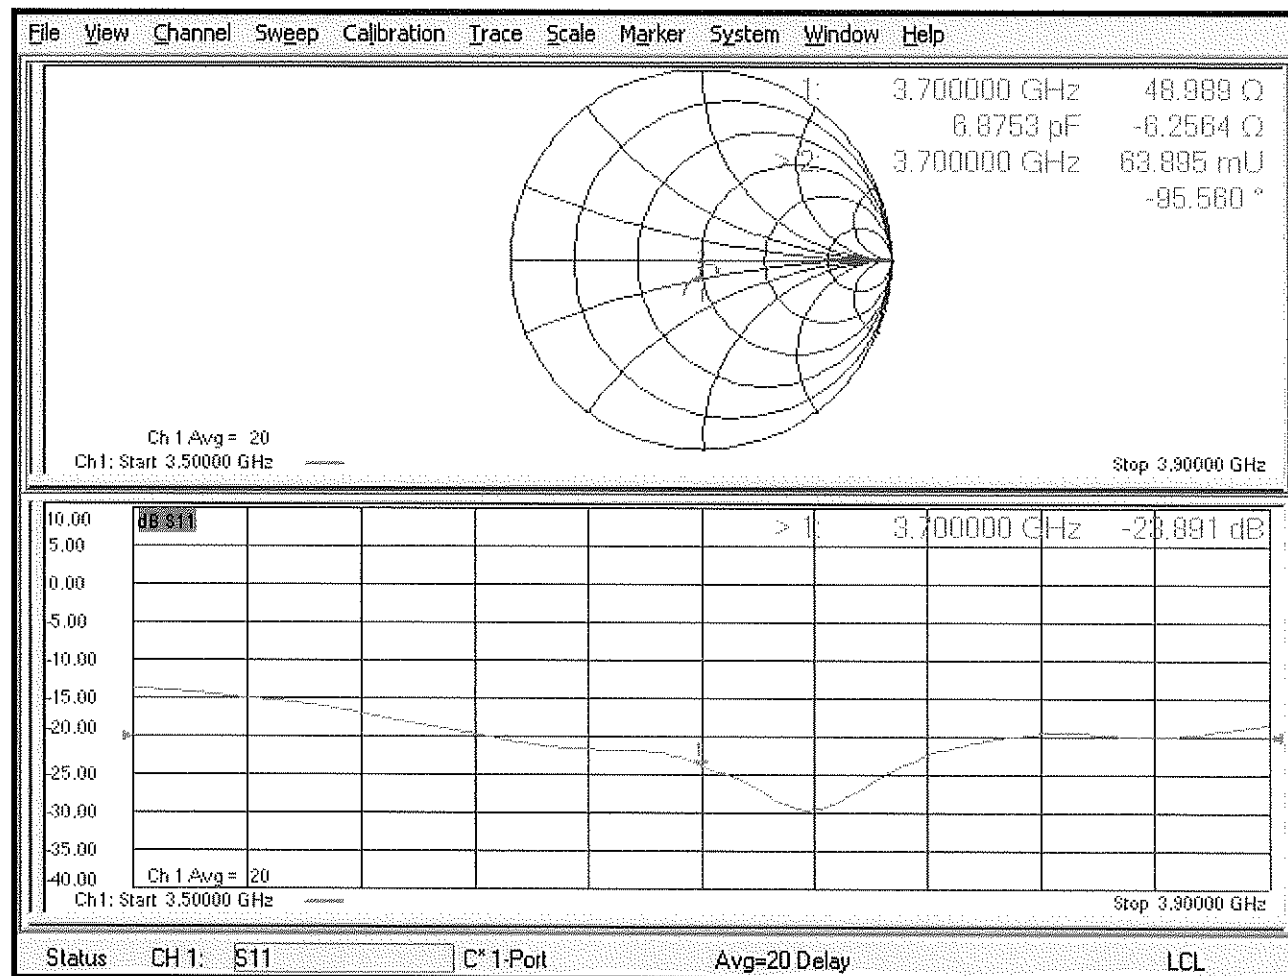 File View Channel Sweep Calibration Trace Scale Marker System Window Help
1: 3.700000 GHz 48.989 Ω
6.8753 pF -6.2564 Ω
>2: 3.700000 GHz 63.895 mU
-95.560 °
Ch 1 Avg = 20
Ch1: Start 3.50000 GHz
Stop 3.90000 GHz
10.00
dB S11
> 1: 3.700000 GHz -23.891 dB
5.00
0.00
-5.00
-10.00
-15.00
-20.00
-25.00
-30.00
-35.00
-40.00
1
Ch 1 Avg = 20
Ch1: Start 3.50000 GHz
Stop 3.90000 GHz
Status CH 1: S11 C* 1-Port Avg=20 Delay LCL